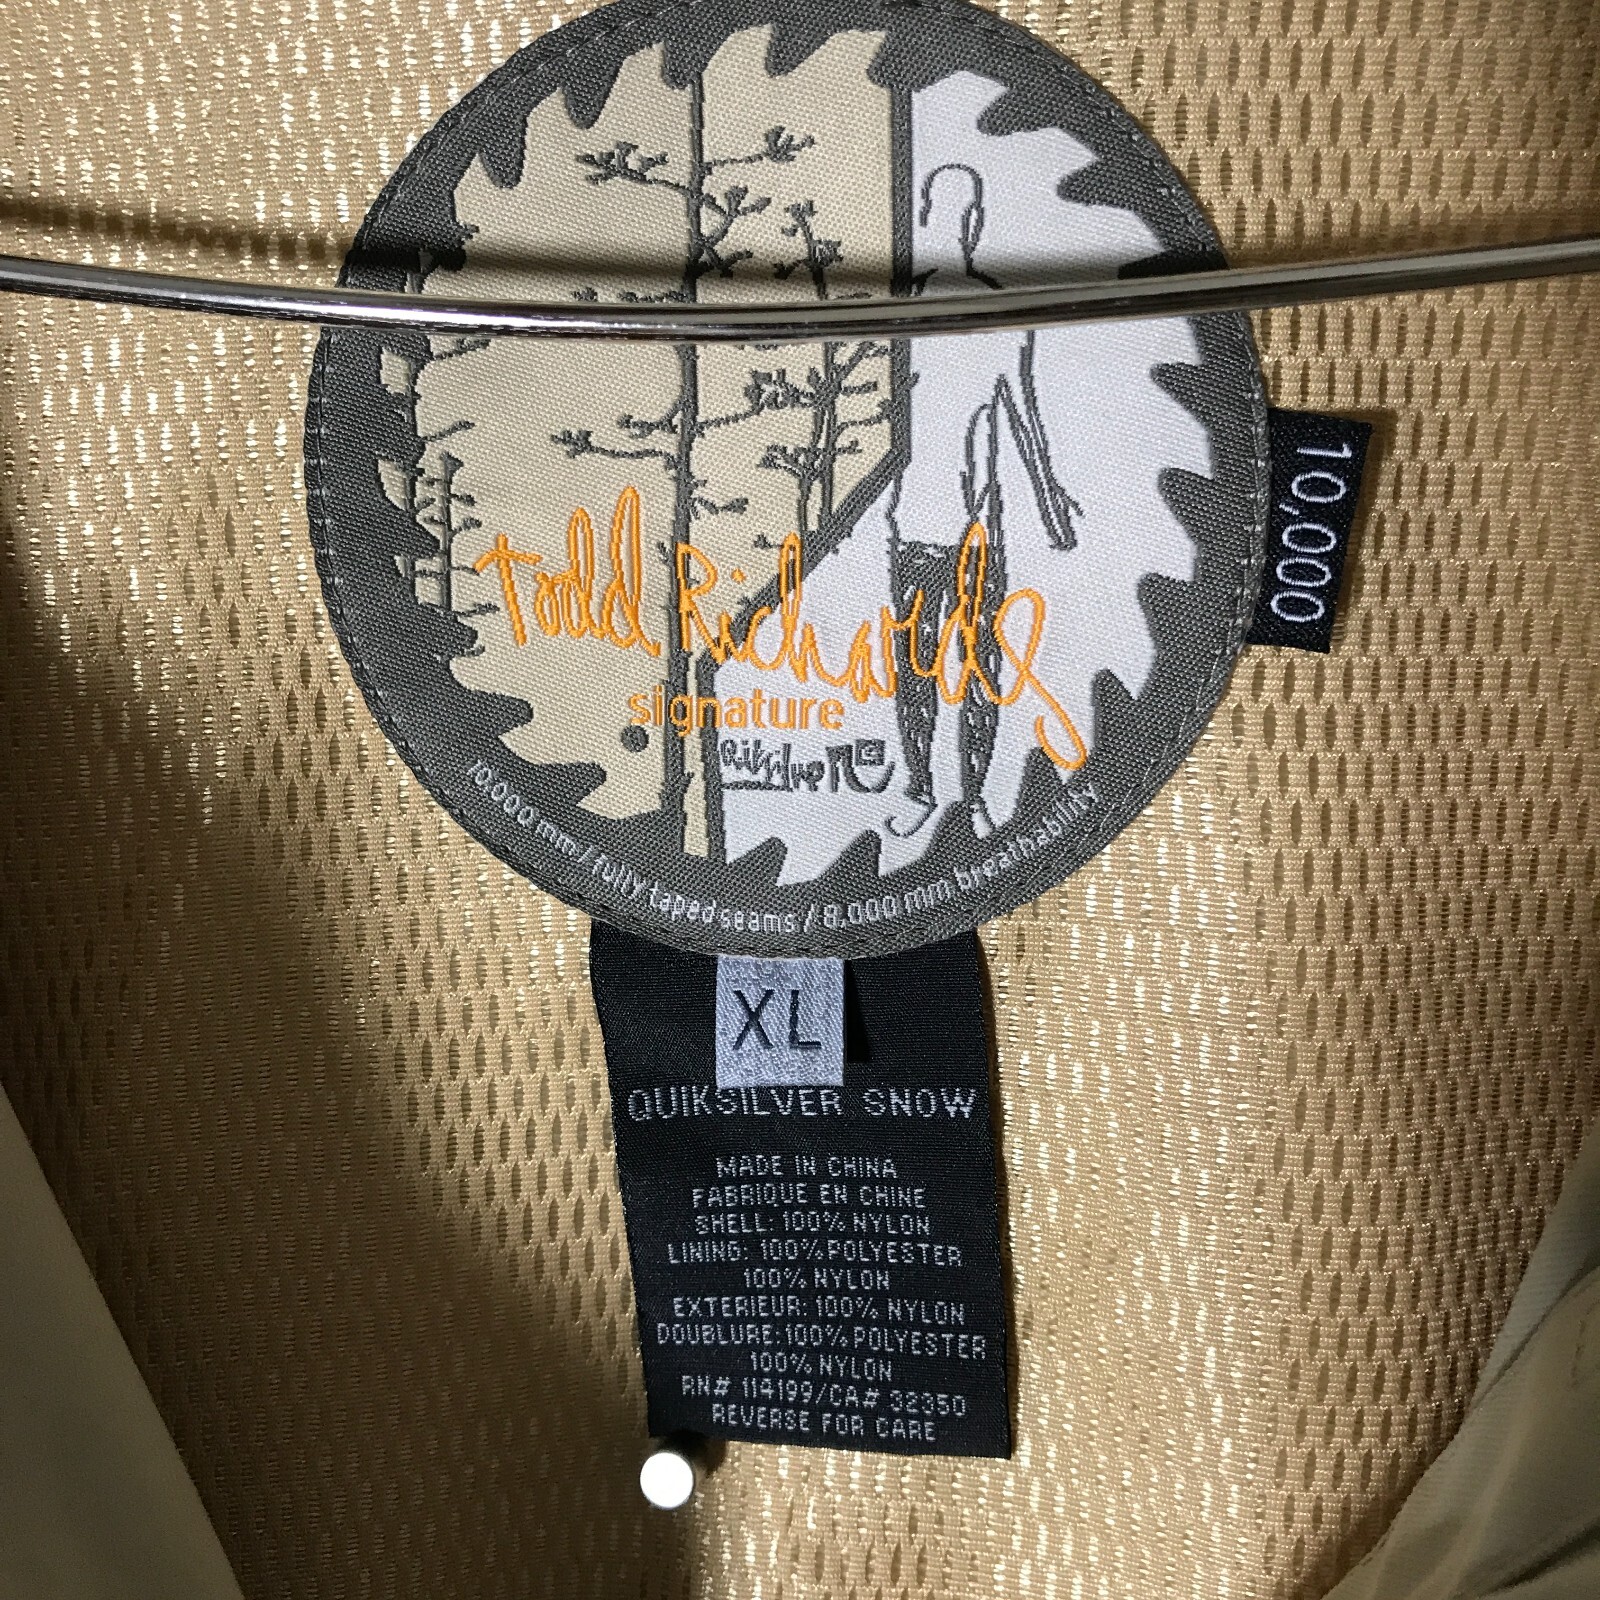 Todd Richards
signature
Quiksilver
10.000 mm / fully taped seams / 8.000 mm breathability
10,000
XL
QUIKSILVER SNOW
MADE IN CHINA
FABRIQUE EN CHINE
SHELL: 100% NYLON
LINING: 100% POLYESTER
100% NYLON
EXTERIEUR: 100% NYLON
DOUBLURE: 100% POLYESTER
100% NYLON
RN# 114199/CA# 32350
REVERSE FOR CARE